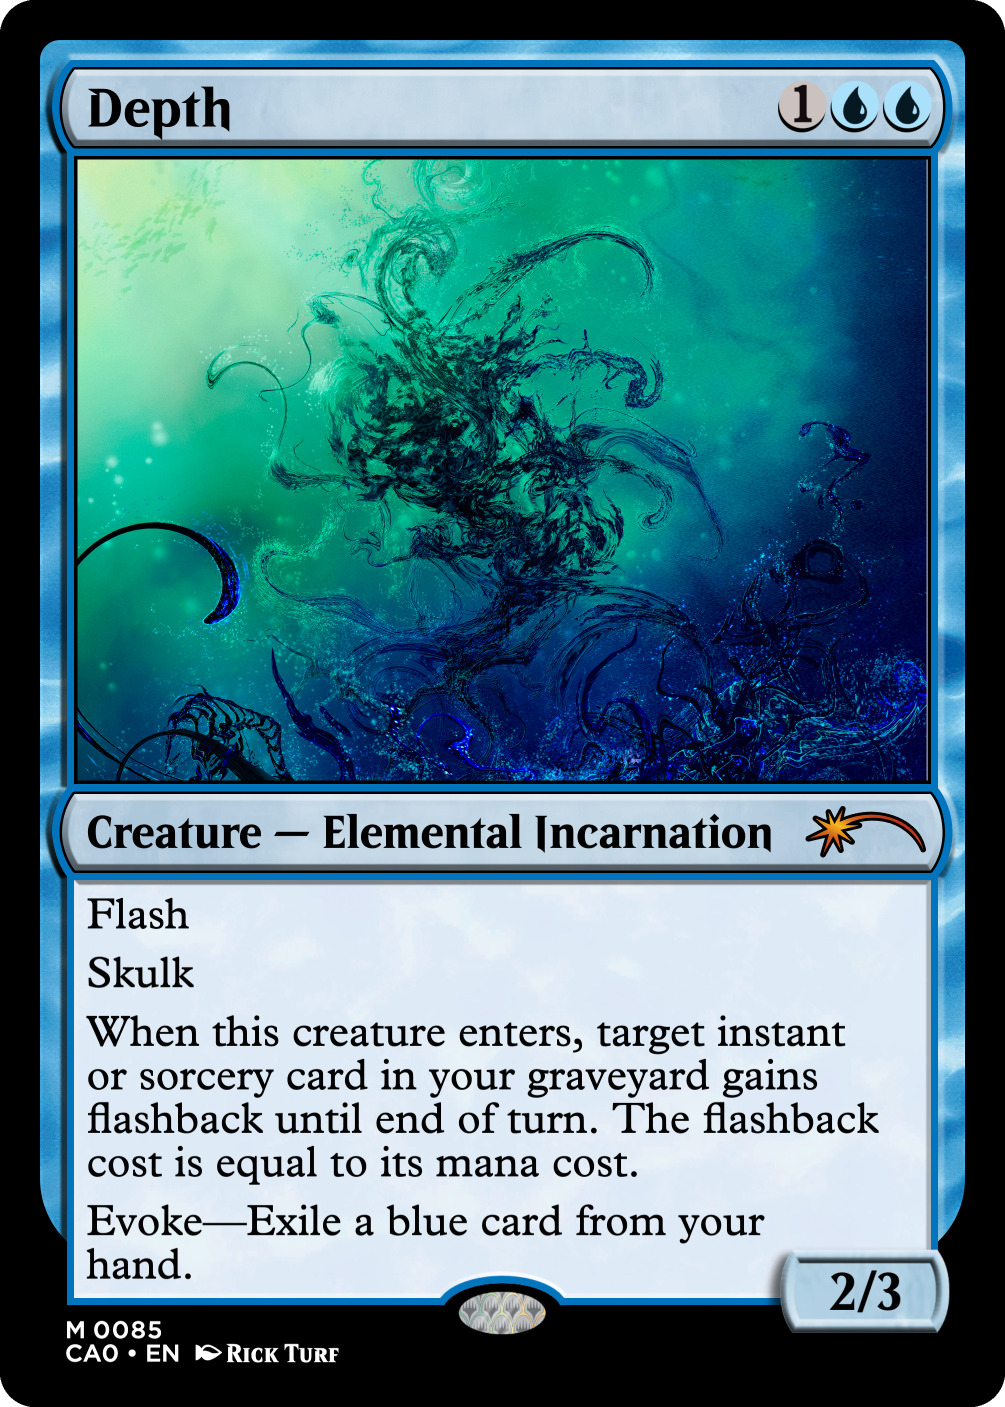 Depth 1
Creature — Elemental Incarnation
Flash
Skulk
When this creature enters, target instant
or sorcery card in your graveyard gains
flashback until end of turn. The flashback
cost is equal to its mana cost.
Evoke—Exile a blue card from your
hand.
2/3
M 0085
CAO • EN RICK TURF